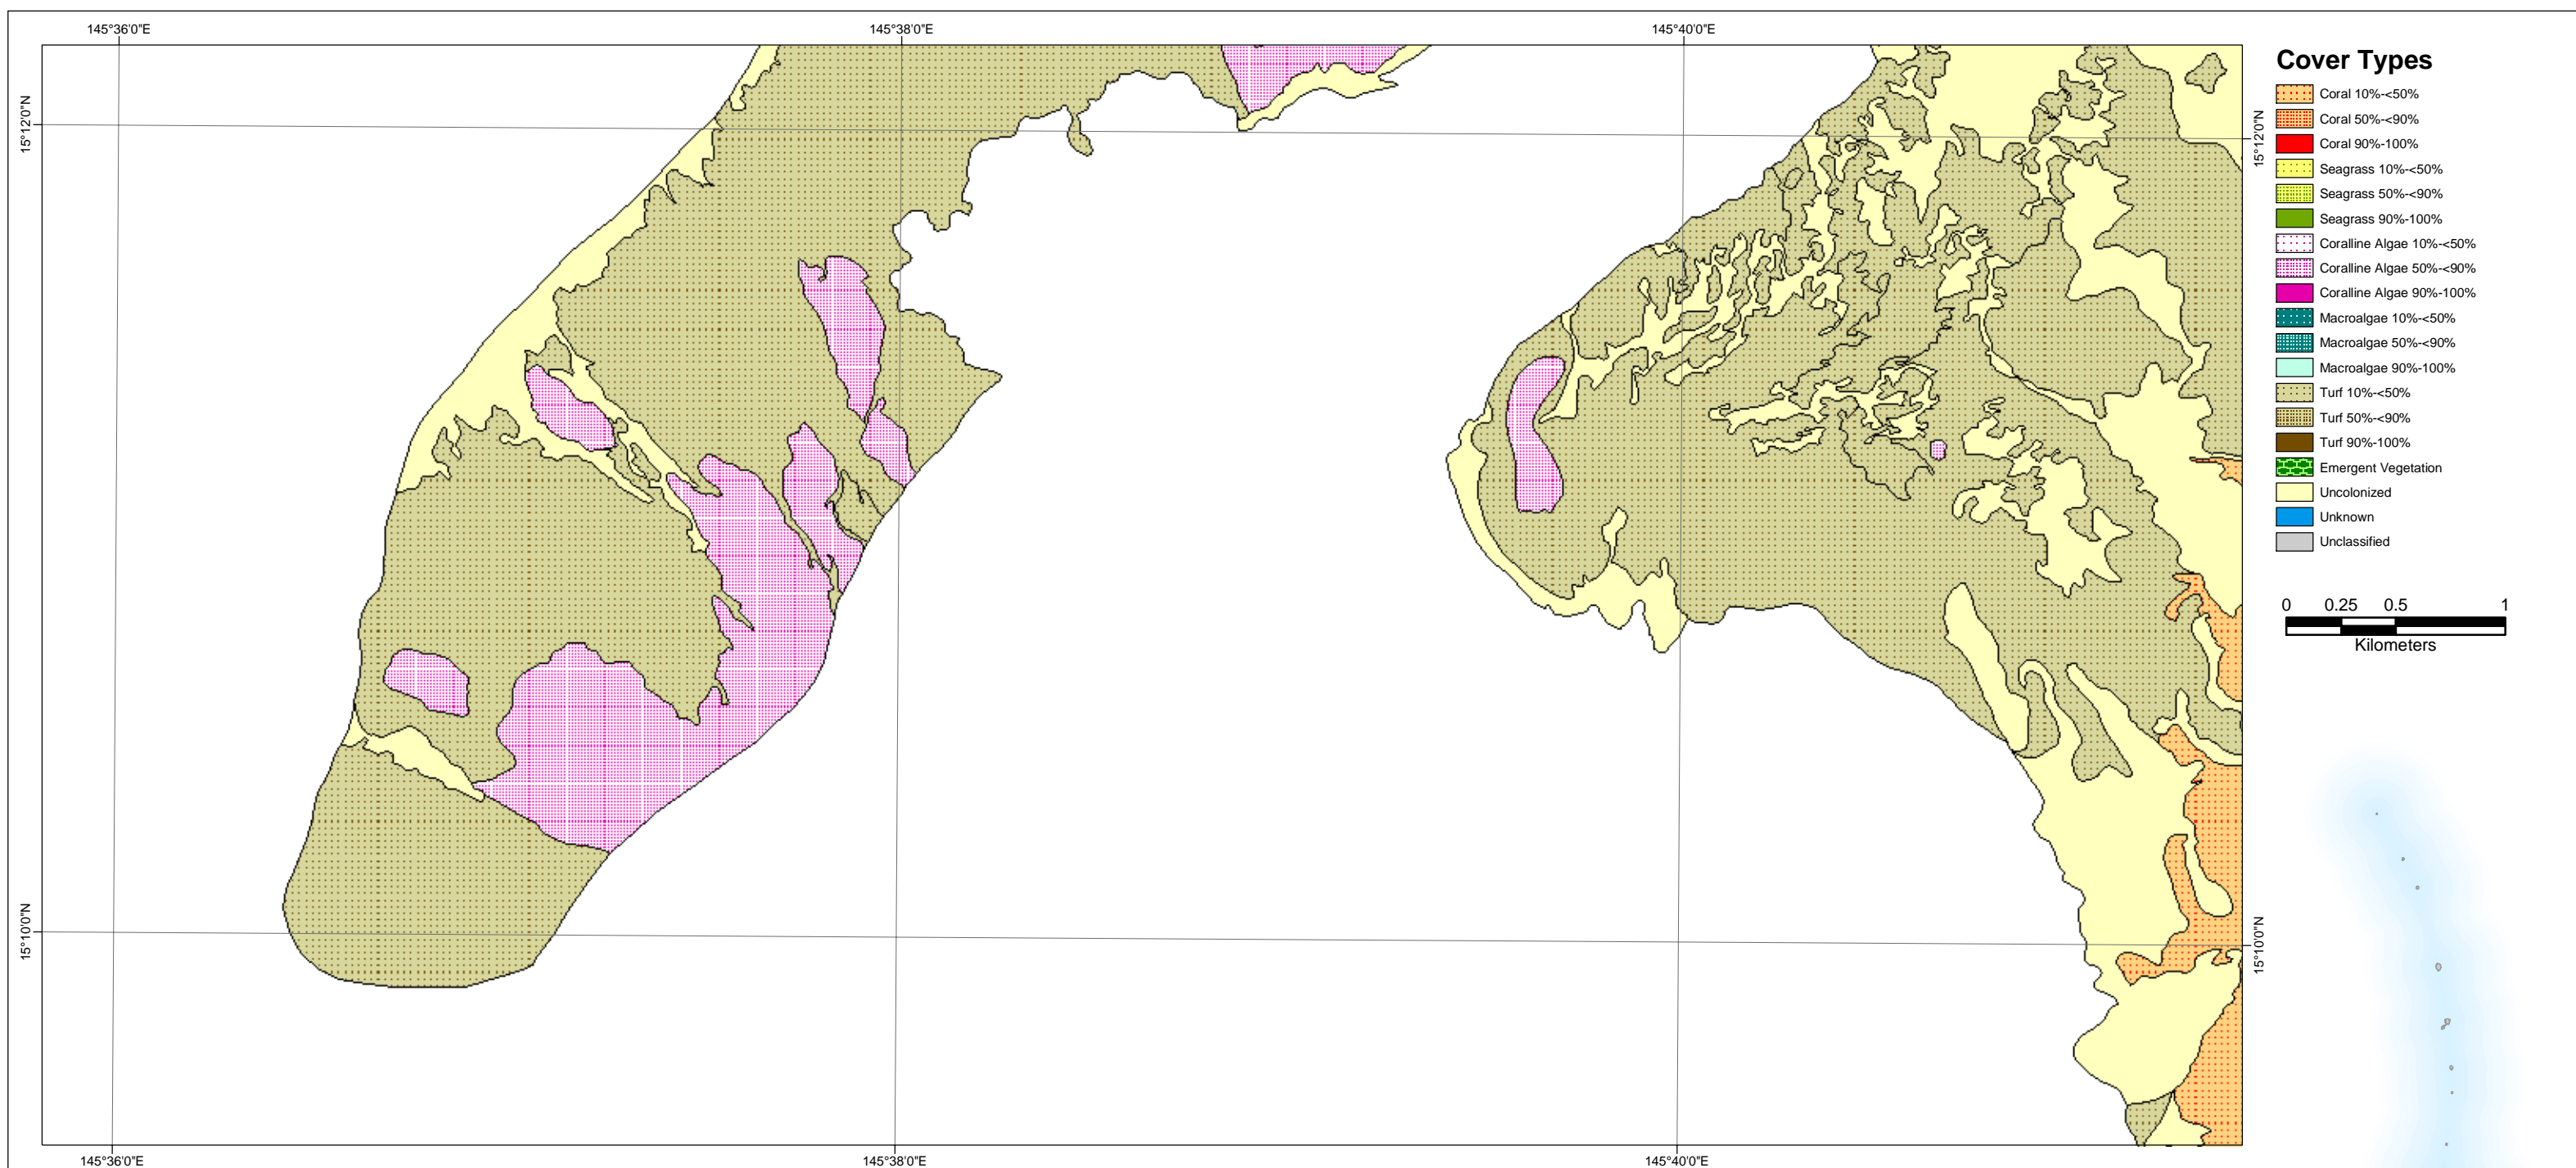 145°36'0"E
145°38'0"E
145°40'0"E
15°12'0"N
15°12'0"N
15°10'0"N
15°10'0"N
145°36'0"E
145°38'0"E
145°40'0"E
Cover Types
Coral 10%-<50%
Coral 50%-<90%
Coral 90%-100%
Seagrass 10%-<50%
Seagrass 50%-<90%
Seagrass 90%-100%
Coralline Algae 10%-<50%
Coralline Algae 50%-<90%
Coralline Algae 90%-100%
Macroalgae 10%-<50%
Macroalgae 50%-<90%
Macroalgae 90%-100%
Turf 10%-<50%
Turf 50%-<90%
Turf 90%-100%
Emergent Vegetation
Uncolonized
Unknown
Unclassified
0 0.25 0.5 1
Kilometers